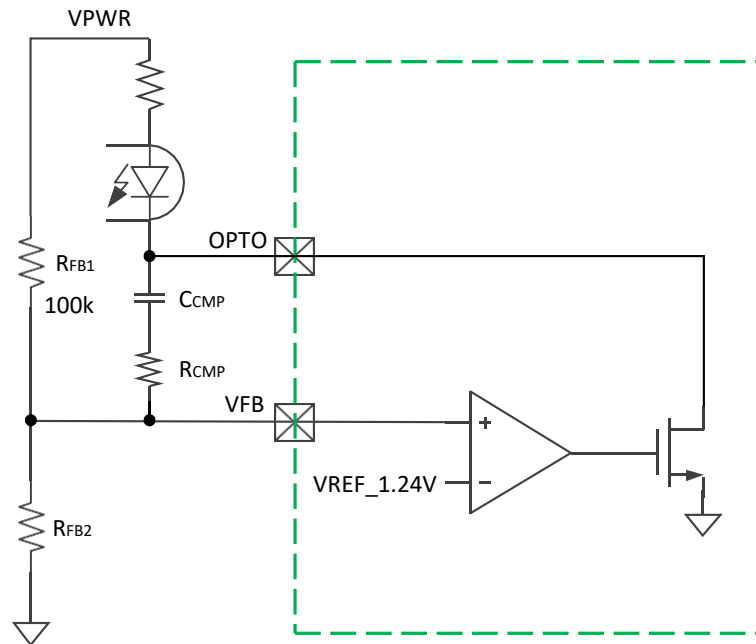 VPWR
OPTO
RFB1
100k
CCMP
RCMP
VFB
+
VREF_1.24V
−
RFB2